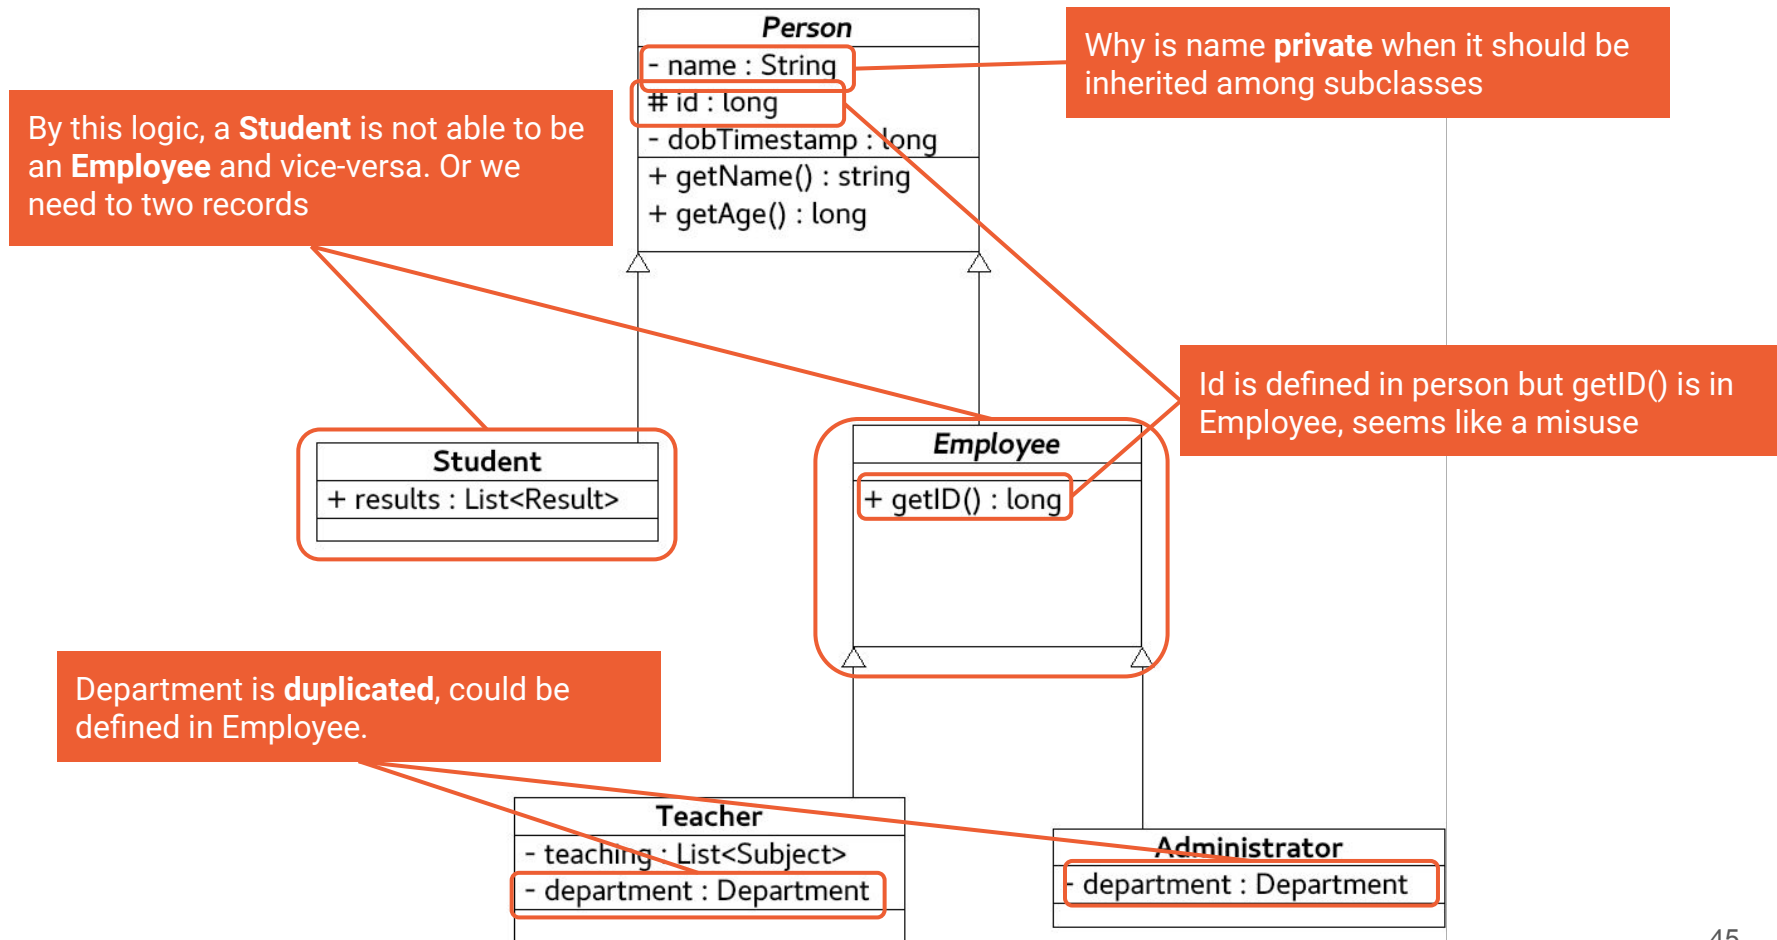 Person
- name : String
# id : long
- dobTimestamp : long
+ getName() : string
+ getAge() : long
Why is name private when it should be
inherited among subclasses
By this logic, a Student is not able to be
an Employee and vice-versa. Or we
need to two records
Id is defined in person but getID() is in
Employee, seems like a misuse
Student
+ results : List<Result>
Employee
+ getID() : long
Department is duplicated, could be
defined in Employee.
Teacher
- teaching : List<Subject>
- department : Department
Administrator
- department : Department
45